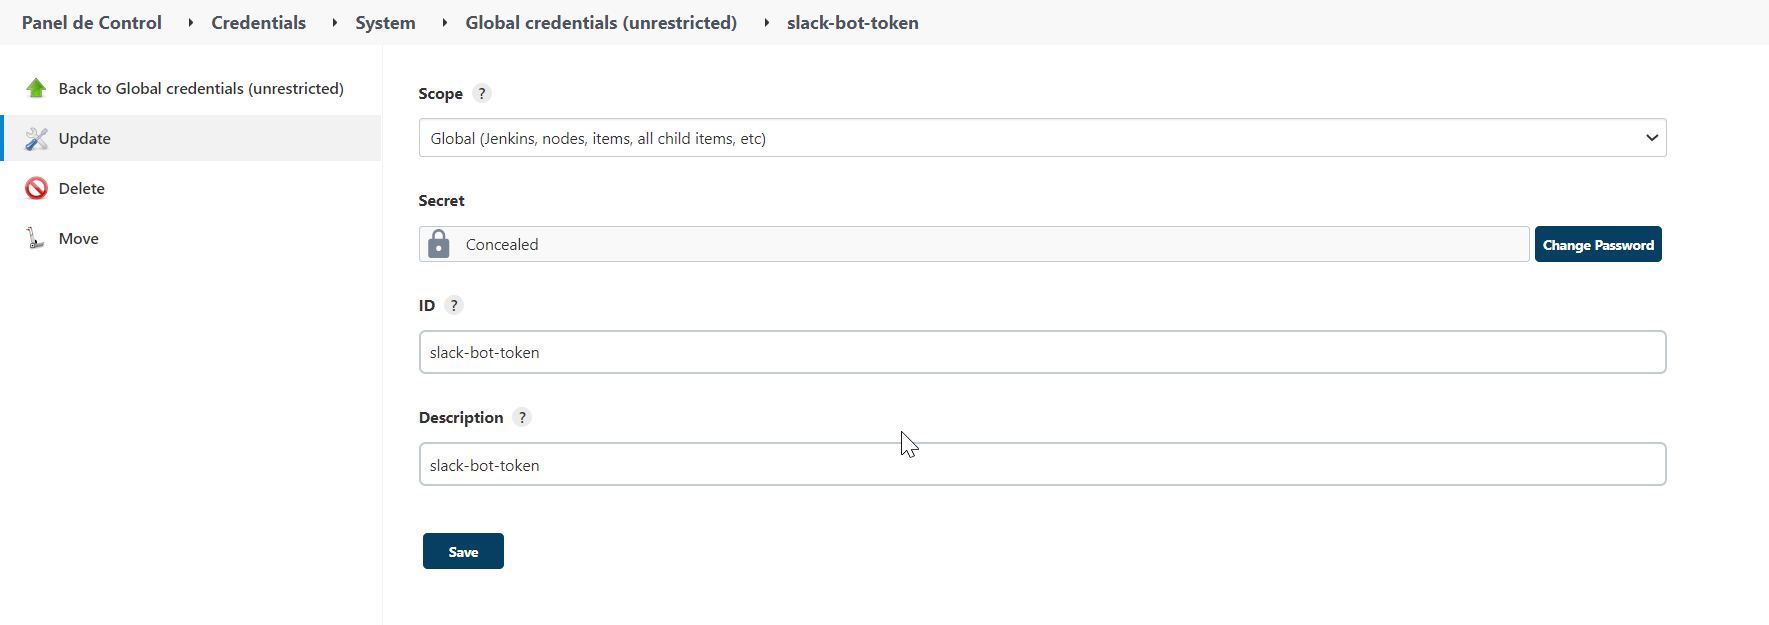 Panel de Control Credentials System Global credentials (unrestricted) slack-bot-token
Back to Global credentials (unrestricted)
Update
Delete
Move
Scope ?
Global (Jenkins, nodes, items, all child items, etc)
Secret
Concealed Change Password
ID ?
slack-bot-token
Description ?
slack-bot-token
Save